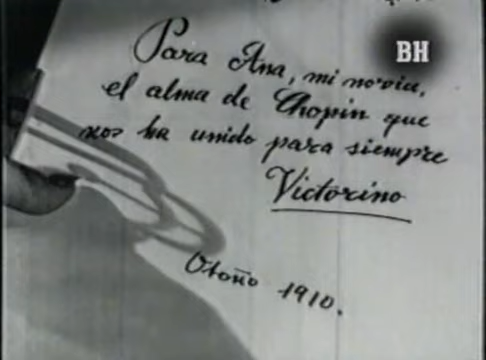 BH
Para Ana, mi novia,
el alma de Chopin que
nos ha unido para siempre
Victorino
Otoño 1910.